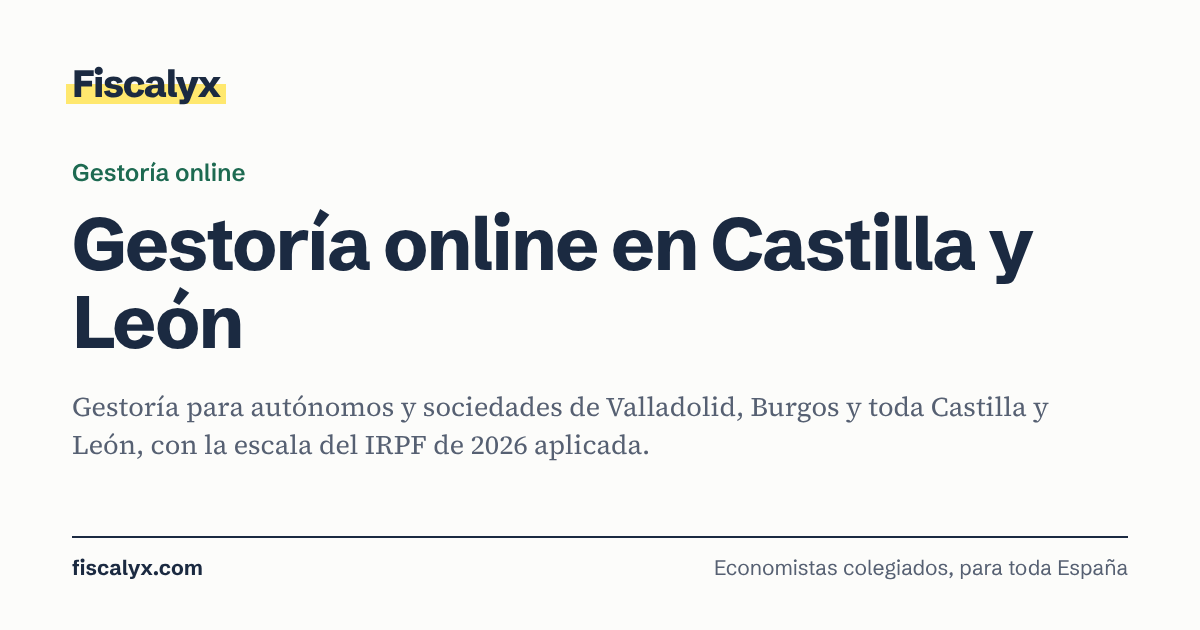 Fiscalyx
Gestoría online
Gestoría online en Castilla y
León
Gestoría para autónomos y sociedades de Valladolid, Burgos y toda Castilla y
León, con la escala del IRPF de 2026 aplicada.
fiscalyx.com
Economistas colegiados, para toda España